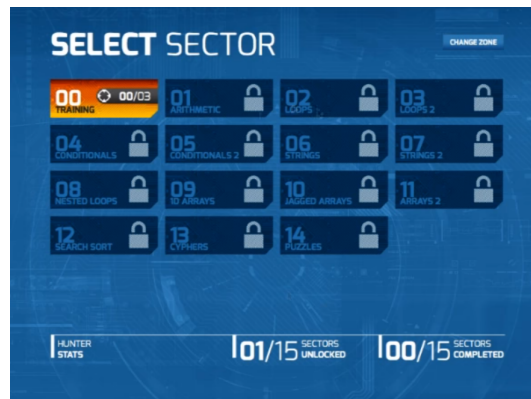 SELECT SECTOR
CHANGE ZONE
00 00/03
TRAINING
01
ARITHMETIC
02
LOOPS
03
LOOPS 2
04
CONDITIONALS
05
CONDITIONALS 2
06
STRINGS
07
STRINGS 2
08
NESTED LOOPS
09
1D ARRAYS
10
JAGGED ARRAYS
11
ARRAYS 2
12
SEARCH SORT
13
CYPHERS
14
PUZZLES
HUNTER
STATS
01/15 SECTORS
UNLOCKED
00/15 SECTORS
COMPLETED